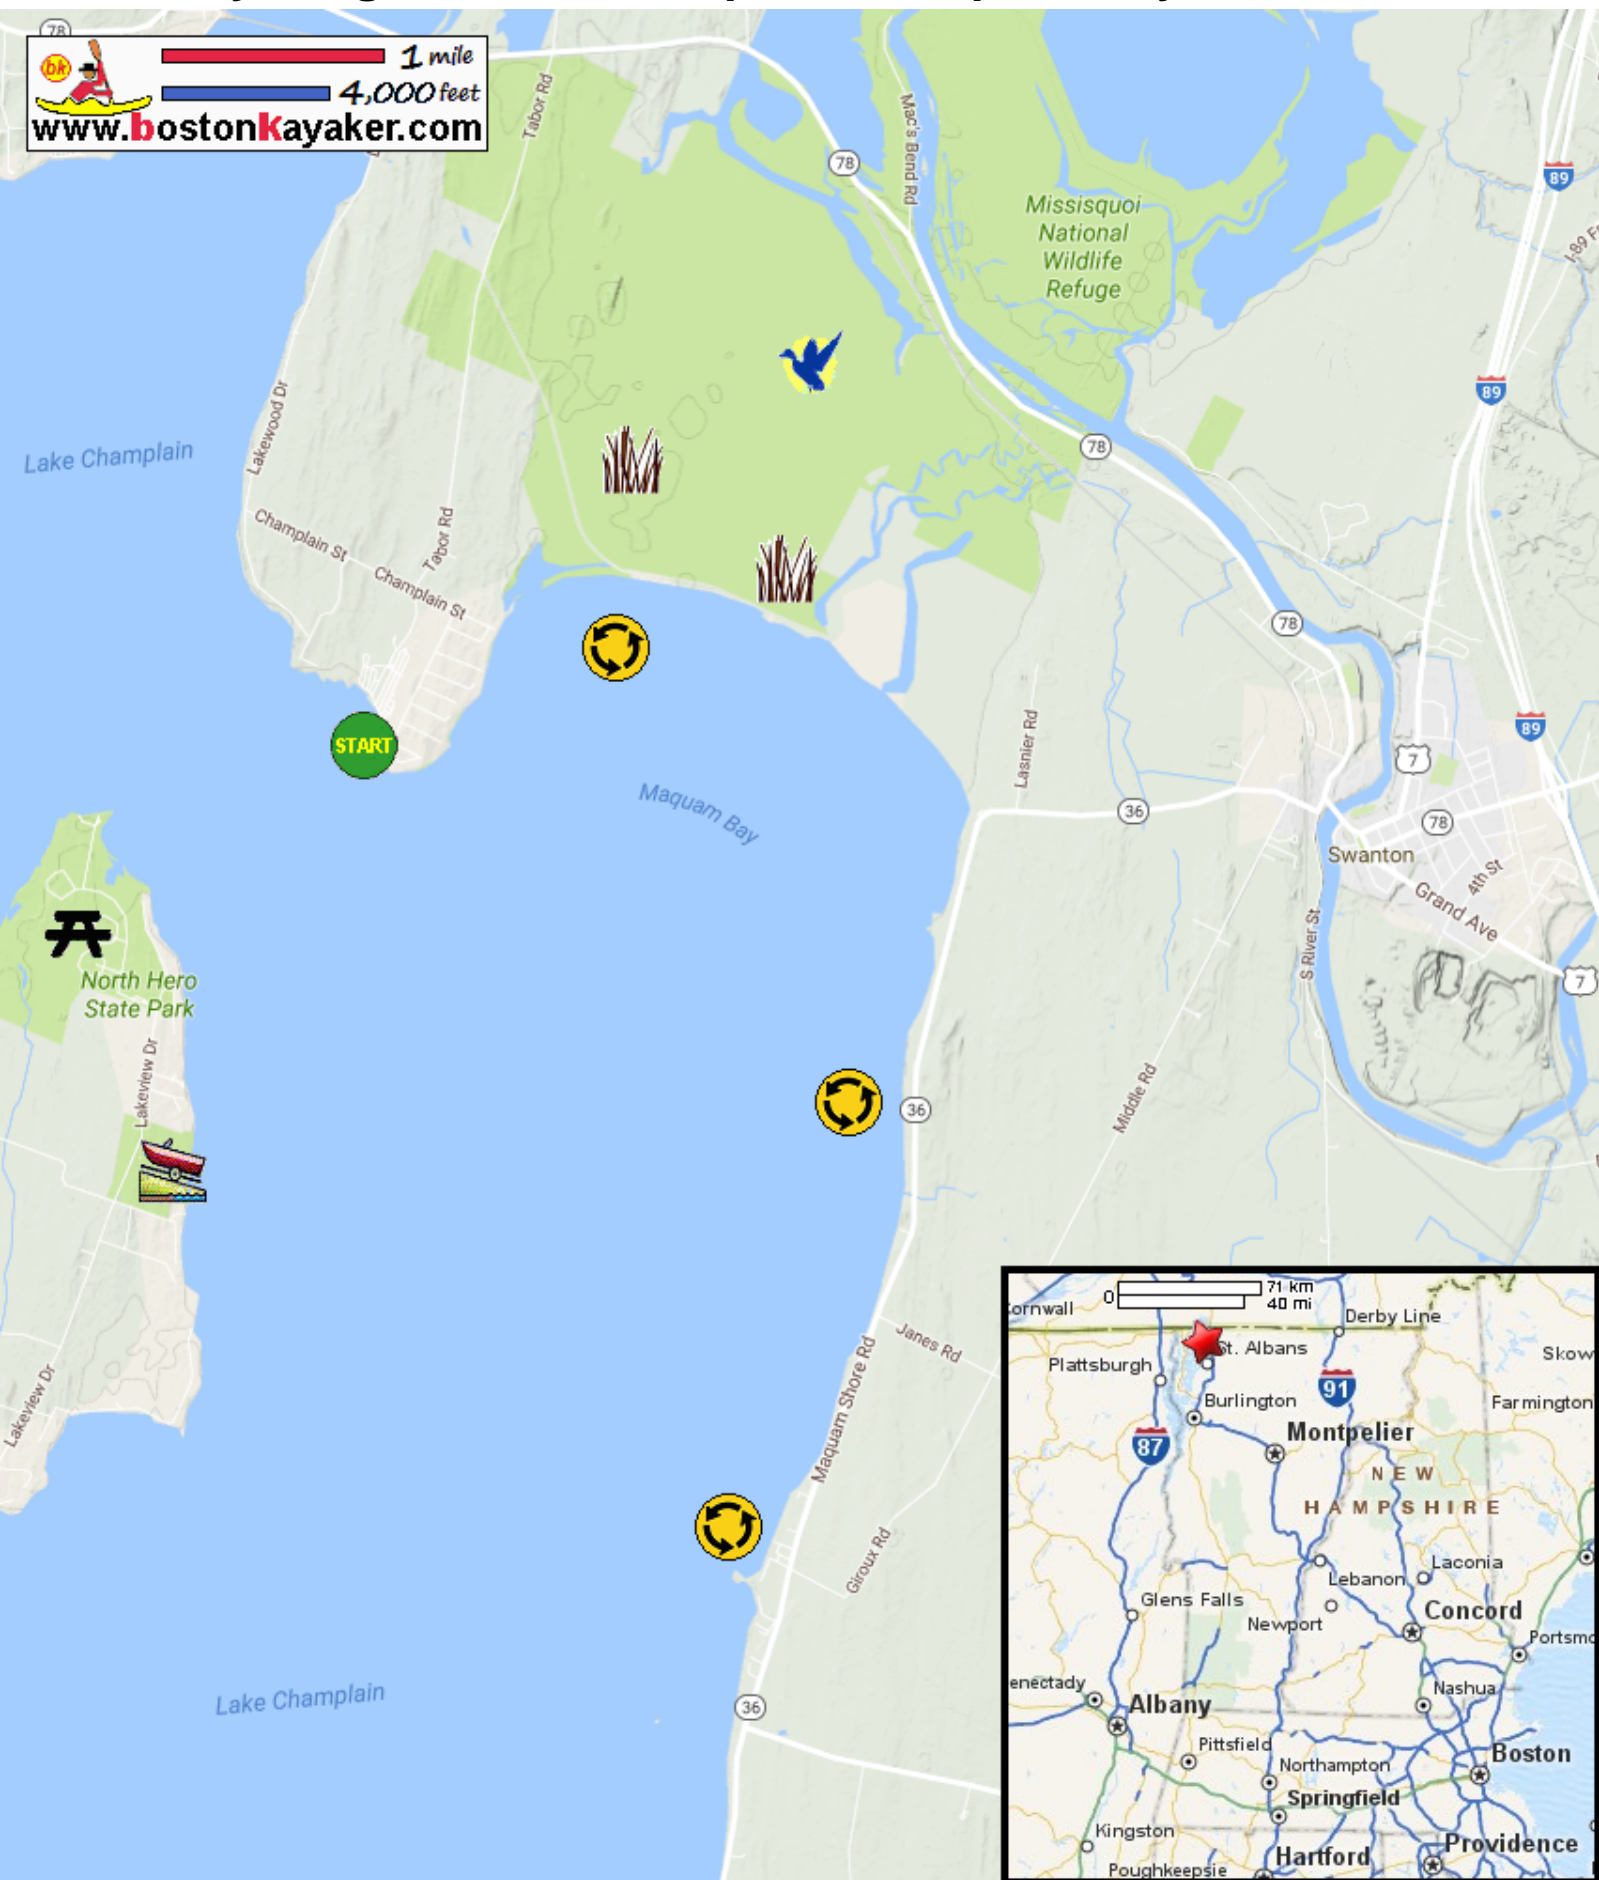 78
bk
1 mile
4,000 feet
www.bostonKayaker.com
Tabor Rd
Mac's Bend Rd
78
89
Missisquoi
National
Wildlife
Refuge
89
Lake Champlain
Lakewood Dr
78
Champlain St
Tabor Rd
Champlain St
78
START
Lasnier Rd
89
7
Maquam Bay
36
78
Swanton
4th St
Grand Ave
S River St
7
North Hero
State Park
Lakeview Dr
36
Middle Rd
Janes Rd
Maquam Shore Rd
Lakeview Dr
Giroux Rd
Lake Champlain
36
0
71 km
40 mi
ornwall
Derby Line
St. Albans
Plattsburgh
Skow
91
Burlington
Farmington
87
Montpelier
NEW
HAMPSHIRE
Laconia
Lebanon
Glens Falls
Newport
Concord
Portsmo
enectady
Nashua
Albany
Pittsfield
Boston
Northampton
Springfield
Kingston
Providence
Hartford
Poughkeepsie